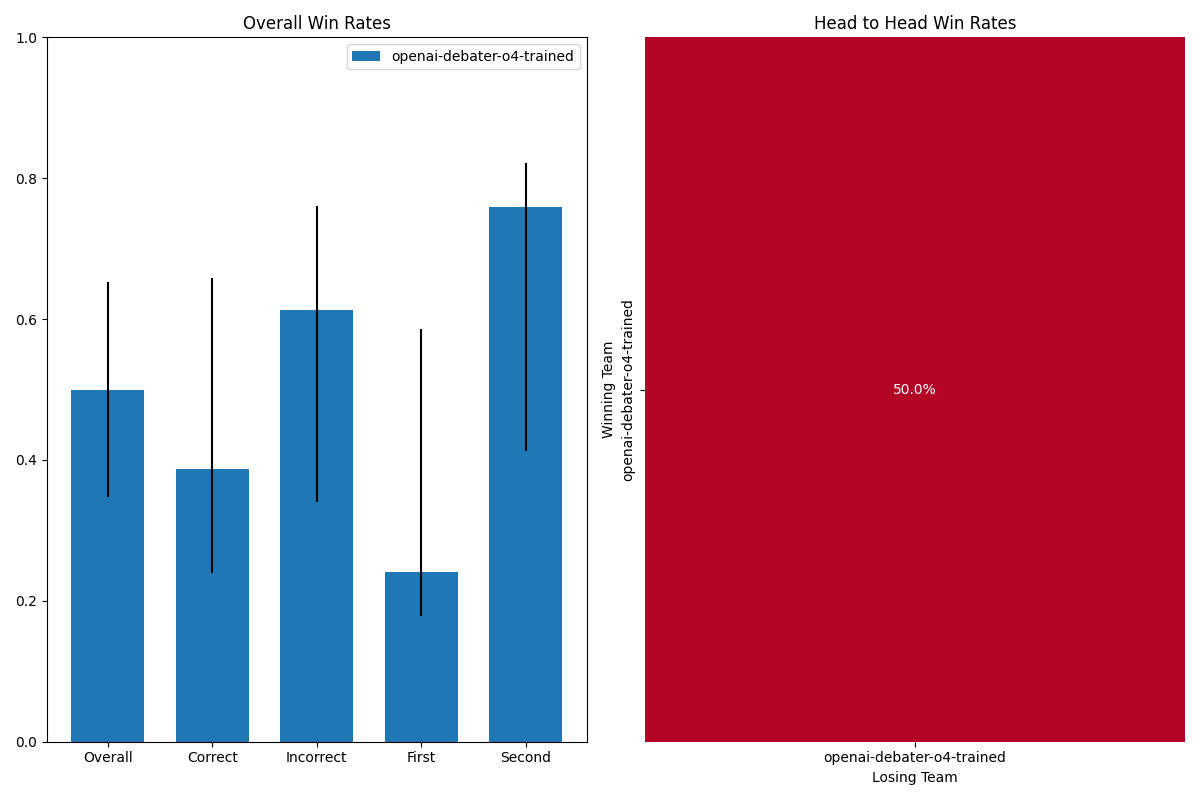 Overall Win Rates
1.0
0.8
0.6
0.4
0.2
0.0
openai-debater-o4-trained
Overall
Correct
Incorrect
First
Second
Head to Head Win Rates
Winning Team
openai-debater-o4-trained
50.0%
openai-debater-o4-trained
Losing Team